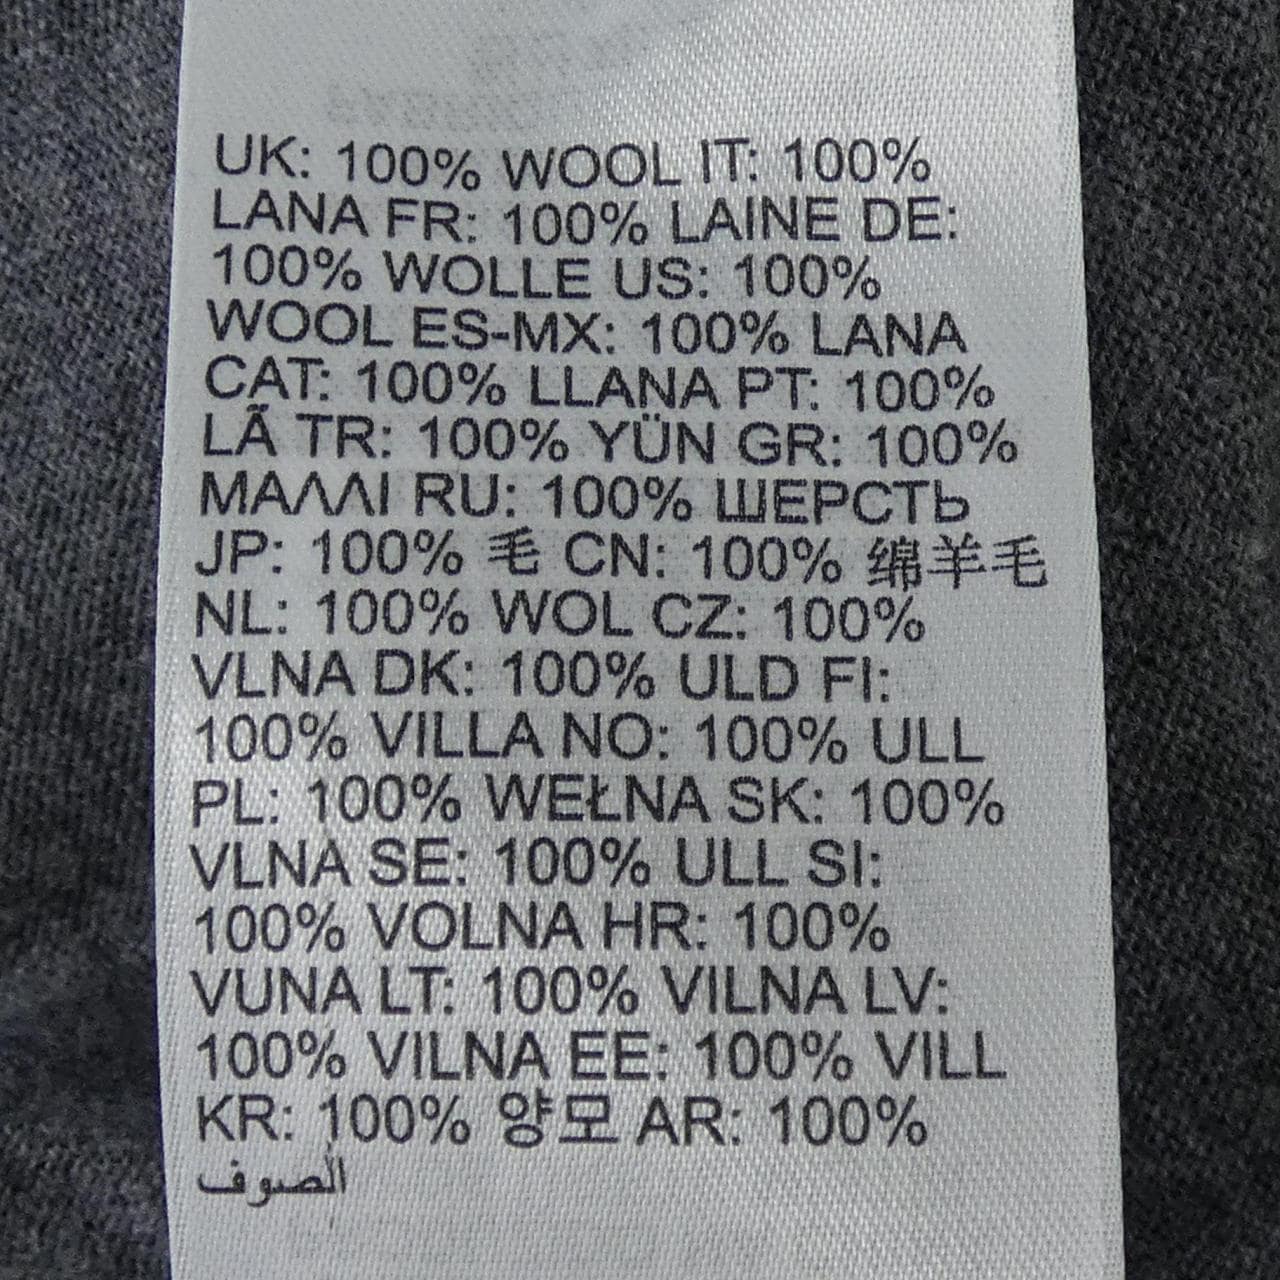 UK: 100% WOOL IT: 100%
LANA FR: 100% LAINE DE:
100% WOLLE US: 100%
WOOL ES-MX: 100% LANA
CAT: 100% LLANA PT: 100%
LÃ TR: 100% YÜN GR: 100%
ΜΑΛΛΙ RU: 100% ШЕРСТЬ
JP: 100% 毛 CN: 100% 绵羊毛
NL: 100% WOL CZ: 100%
VLNA DK: 100% ULD FI:
100% VILLA NO: 100% ULL
PL: 100% WEŁNA SK: 100%
VLNA SE: 100% ULL SI:
100% VOLNA HR: 100%
VUNA LT: 100% VILNA LV:
100% VILNA EE: 100% VILL
KR: 100% 양모 AR: 100%
الصوف